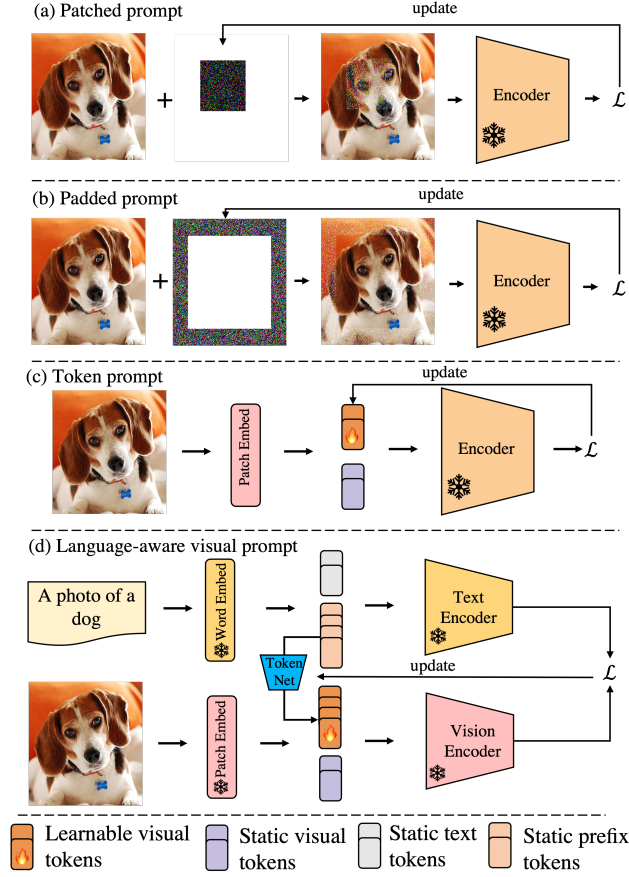 (a) Patched prompt
update
+
Encoder
ℒ
(b) Padded prompt
update
+
Encoder
ℒ
(c) Token prompt
update
Patch Embed
Encoder
ℒ
(d) Language-aware visual prompt
A photo of a
dog
Word Embed
Text
Encoder
Token
Net
update
ℒ
Patch Embed
Vision
Encoder
Learnable visual
tokens
Static visual
tokens
Static text
tokens
Static prefix
tokens